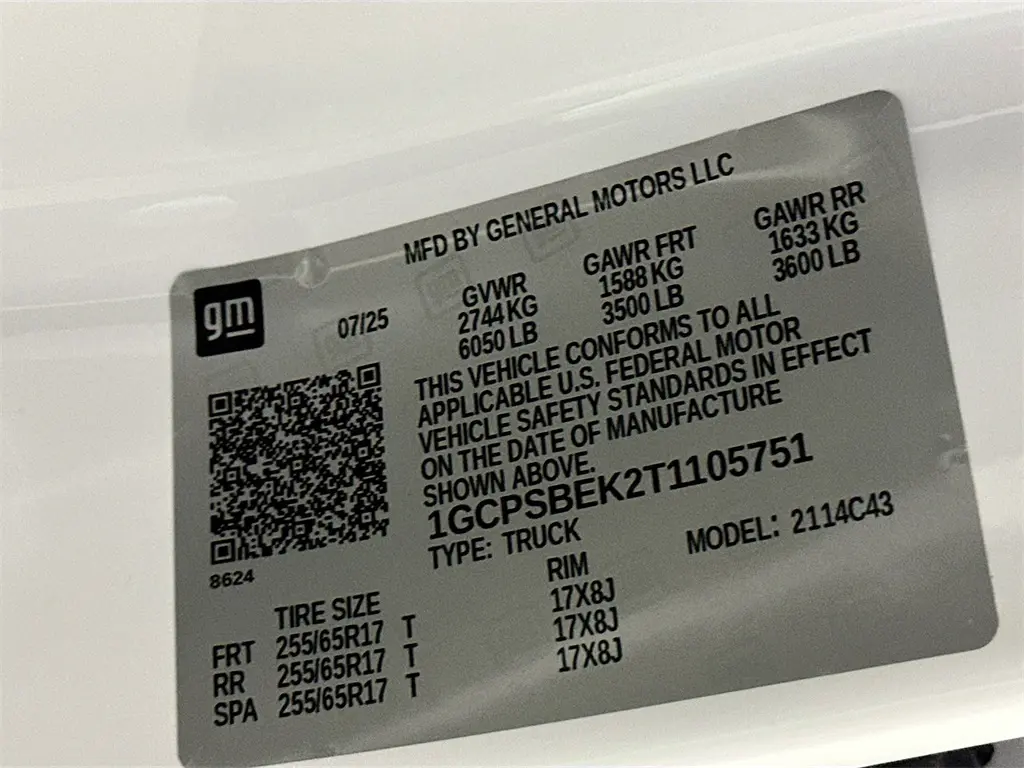 MFD BY GENERAL MOTORS LLC
gm
07/25
GVWR
2744 KG
6050 LB
GAWR FRT
1588 KG
3500 LB
GAWR RR
1633 KG
3600 LB
THIS VEHICLE CONFORMS TO ALL
APPLICABLE U.S. FEDERAL MOTOR
VEHICLE SAFETY STANDARDS IN EFFECT
ON THE DATE OF MANUFACTURE
SHOWN ABOVE.
1GCPSBEK2T1105751
TYPE: TRUCK MODEL: 2114C43
8624
TIRE SIZE RIM
FRT 255/65R17 T 17X8J
RR 255/65R17 T 17X8J
SPA 255/65R17 T 17X8J